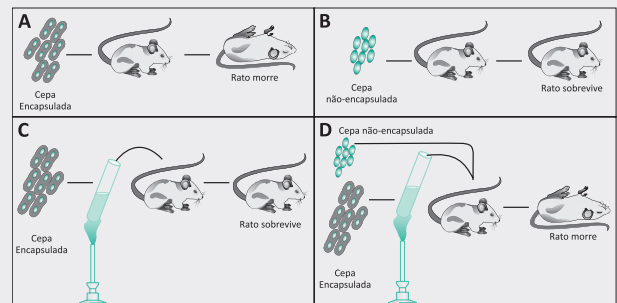 A
Cepa
Encapsulada
Rato morre
B
Cepa
não-encapsulada
Rato sobrevive
C
Cepa
Encapsulada
Rato sobrevive
D
Cepa não-encapsulada
Cepa
Encapsulada
Rato morre